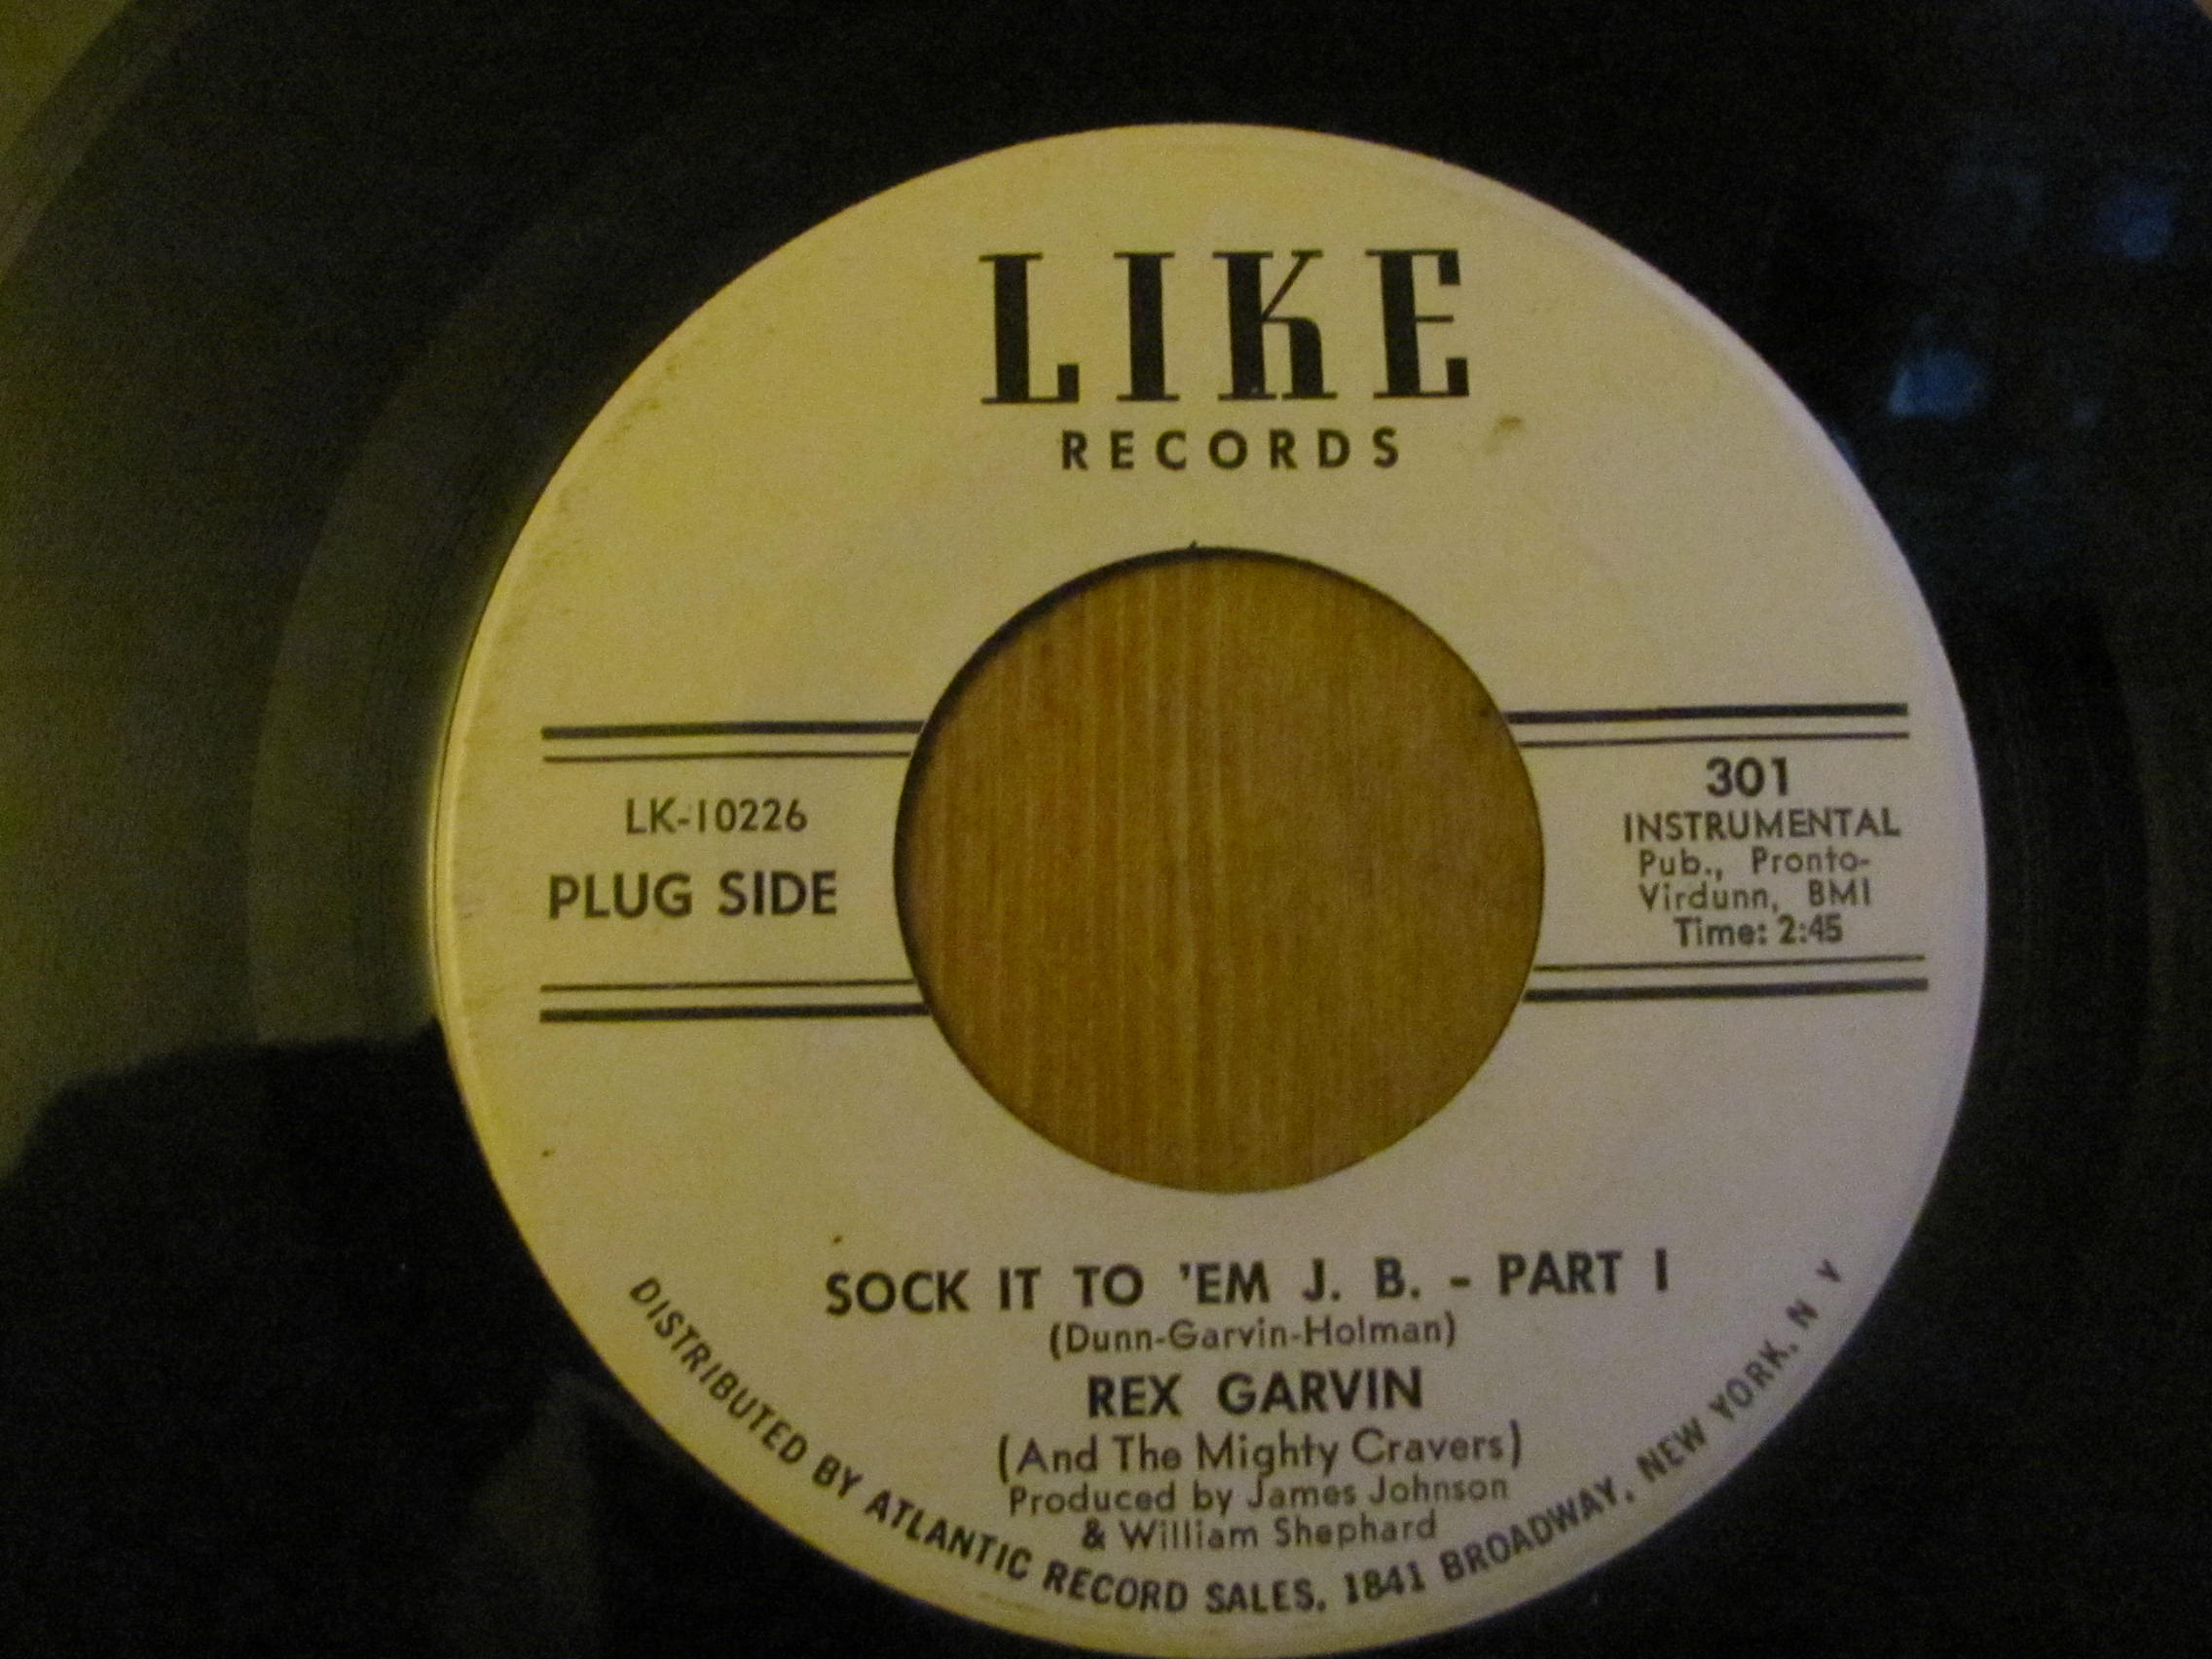 LIKE
RECORDS
LK-10226
PLUG SIDE
301
INSTRUMENTAL
Pub., Pronto-
Virdunn, BMI
Time: 2:45
SOCK IT TO 'EM J. B. - PART I
(Dunn-Garvin-Holman)
REX GARVIN
(And The Mighty Cravers)
Produced by James Johnson
& William Shephard
DISTRIBUTED BY ATLANTIC RECORD SALES, 1841 BROADWAY, NEW YORK, N Y